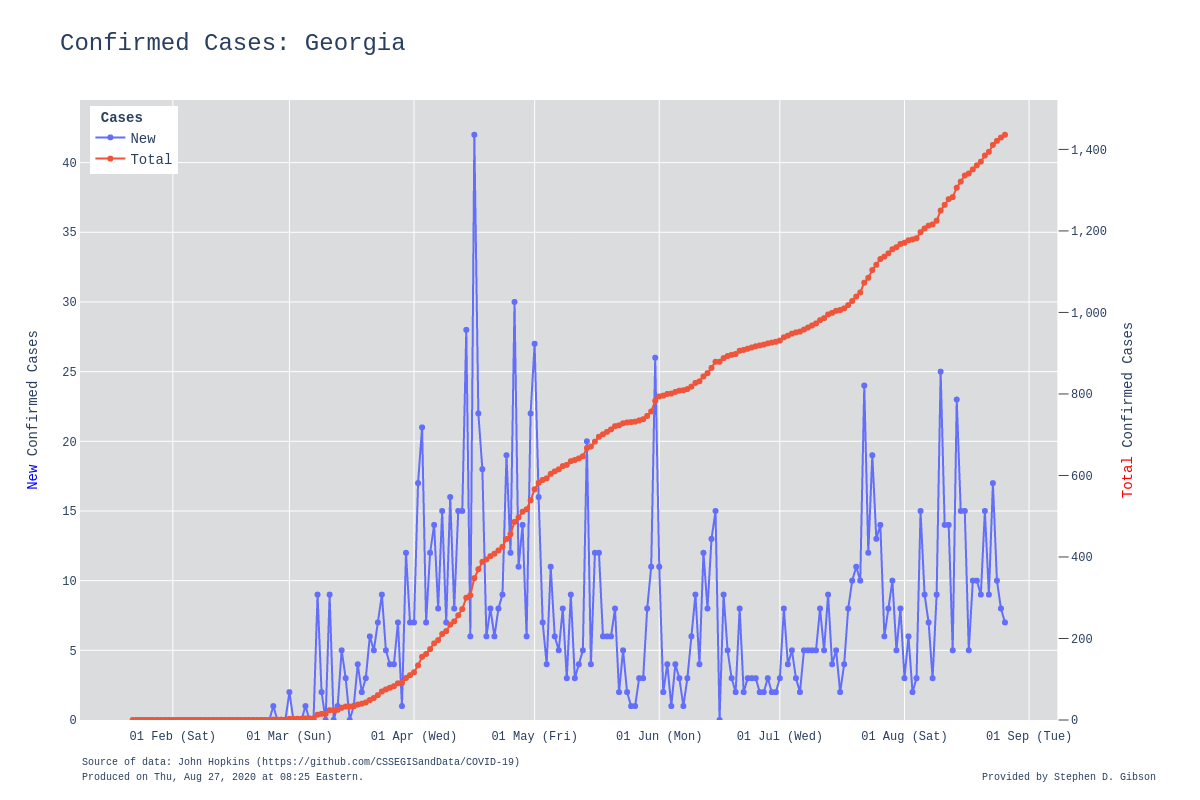 Confirmed Cases: Georgia
Cases
New
Total
40
35
30
25
20
15
10
5
0
1,400
1,200
1,000
800
600
400
200
0
New Confirmed Cases
Total Confirmed Cases
01 Feb (Sat)
01 Mar (Sun)
01 Apr (Wed)
01 May (Fri)
01 Jun (Mon)
01 Jul (Wed)
01 Aug (Sat)
01 Sep (Tue)
Source of data: John Hopkins (https://github.com/CSSEGISandData/COVID-19)
Produced on Thu, Aug 27, 2020 at 08:25 Eastern.
Provided by Stephen D. Gibson